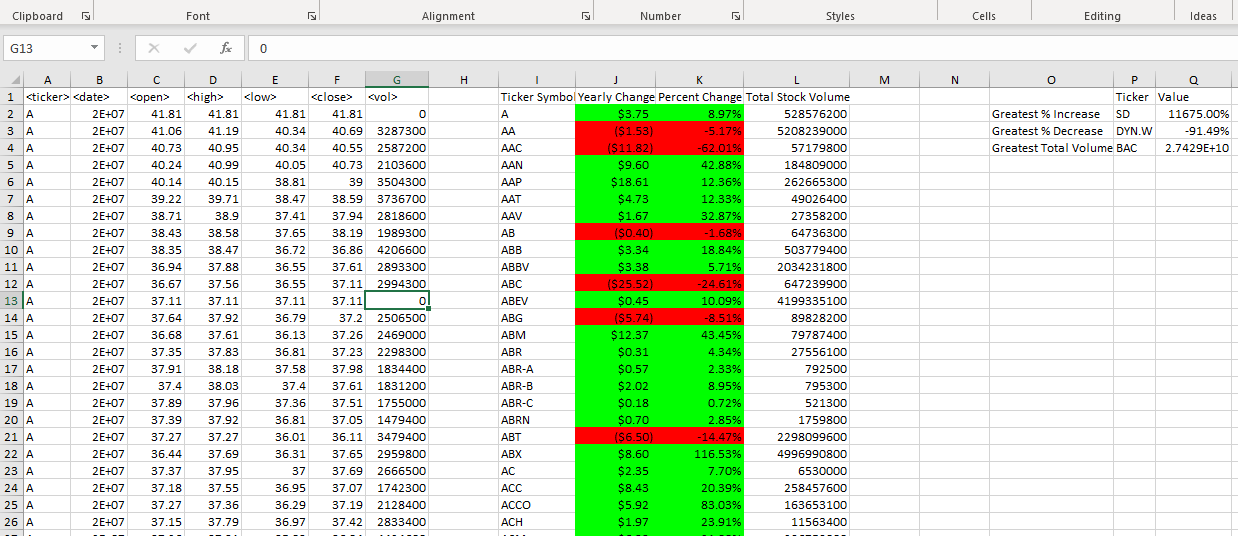 Clipboard Font Alignment Number Styles Cells Editing Ideas
G13 fx 0
A B C D E F G H I J K L M N O P Q
1 <ticker> <date> <open> <high> <low> <close> <vol> Ticker Symbol Yearly Change Percent Change Total Stock Volume Ticker Value
2 A 2E+07 41.81 41.81 41.81 41.81 0 A $3.75 8.97% 528576200 Greatest % Increase SD 11675.00%
3 A 2E+07 41.06 41.19 40.34 40.69 3287300 AA ($1.53) -5.17% 5208239000 Greatest % Decrease DYN.W -91.49%
4 A 2E+07 40.73 40.95 40.34 40.55 2587200 AAC ($11.82) -62.01% 57179800 Greatest Total Volume BAC 2.7429E+10
5 A 2E+07 40.24 40.99 40.05 40.73 2103600 AAN $9.60 42.88% 184809000
6 A 2E+07 40.14 40.15 38.81 39 3504300 AAP $18.61 12.36% 262665300
7 A 2E+07 39.22 39.71 38.47 38.59 3736700 AAT $4.73 12.33% 49026400
8 A 2E+07 38.71 38.9 37.41 37.94 2818600 AAV $1.67 32.87% 27358200
9 A 2E+07 38.43 38.58 37.65 38.19 1989300 AB ($0.40) -1.68% 64736300
10 A 2E+07 38.35 38.47 36.72 36.86 4206600 ABB $3.34 18.84% 503779400
11 A 2E+07 36.94 37.88 36.55 37.61 2893300 ABBV $3.38 5.71% 2034231800
12 A 2E+07 36.67 37.56 36.55 37.11 2994300 ABC ($25.52) -24.61% 647239900
13 A 2E+07 37.11 37.11 37.11 37.11 0 ABEV $0.45 10.09% 4199335100
14 A 2E+07 37.64 37.92 36.79 37.2 2506500 ABG ($5.74) -8.51% 89828200
15 A 2E+07 36.68 37.61 36.13 37.26 2469000 ABM $12.37 43.45% 79787400
16 A 2E+07 37.35 37.83 36.81 37.23 2298300 ABR $0.31 4.34% 27556100
17 A 2E+07 37.91 38.18 37.58 37.98 1834400 ABR-A $0.57 2.33% 792500
18 A 2E+07 37.4 38.03 37.4 37.61 1831200 ABR-B $2.02 8.95% 795300
19 A 2E+07 37.89 37.96 37.36 37.51 1755000 ABR-C $0.18 0.72% 521300
20 A 2E+07 37.39 37.92 36.81 37.05 1479400 ABRN $0.70 2.85% 1759800
21 A 2E+07 37.27 37.27 36.01 36.11 3479400 ABT ($6.50) -14.47% 2298099600
22 A 2E+07 36.44 37.69 36.31 37.65 2959800 ABX $8.60 116.53% 4996990800
23 A 2E+07 37.37 37.95 37 37.69 2666500 AC $2.35 7.70% 6530000
24 A 2E+07 37.18 37.55 36.95 37.07 1742300 ACC $8.43 20.39% 258457600
25 A 2E+07 37.27 37.36 36.29 37.19 2128400 ACCO $5.92 83.03% 163653100
26 A 2E+07 37.15 37.79 36.97 37.42 2833400 ACH $1.97 23.91% 11563400